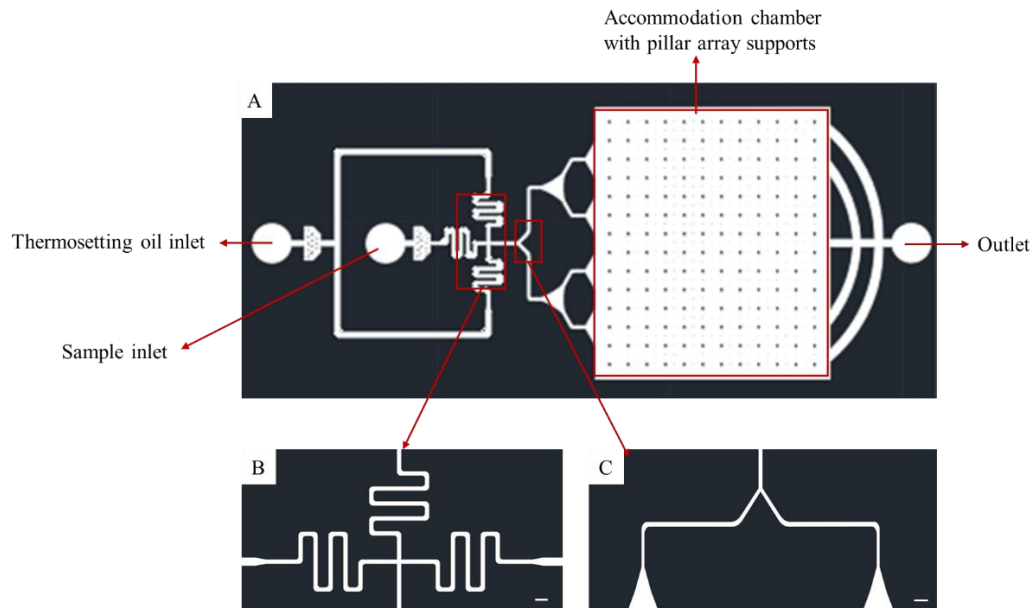 Accommodation chamber
with pillar array supports
A
Thermosetting oil inlet
Outlet
Sample inlet
B
C